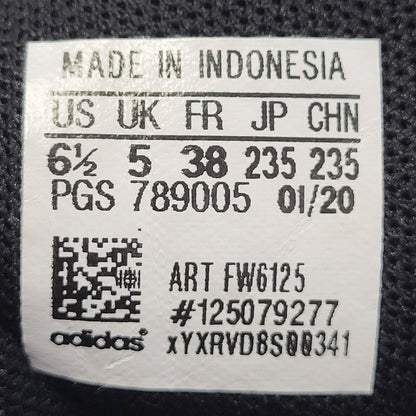 MADE IN INDONESIA
US UK FR JP CHN
6½ 5 38 235 235
PGS 789005 01/20
ART FW6125
#125079277
adidas® xYXRVD8S00341